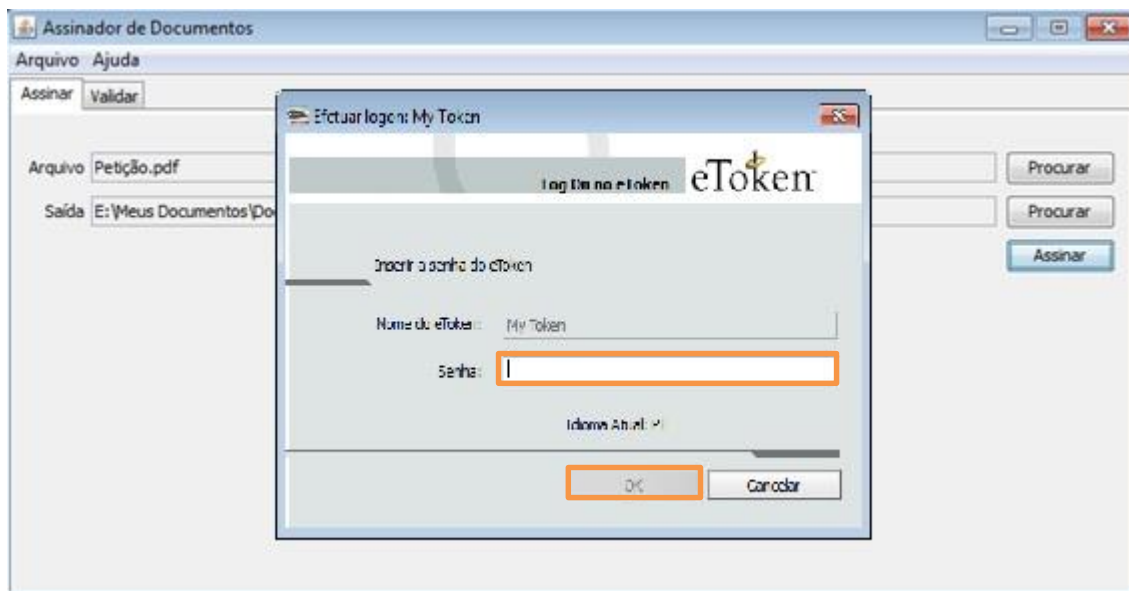 Assinador de Documentos
Arquivo Ajuda
Assinar Validar
Efetuar logon: My Token
Log On no eToken eToken
Arquivo Petição.pdf Procurar
Saída E:\Meus Documentos\Do Procurar
Assinar
Inserir a senha do eToken
Nome do eToken: My Token
Senha:
Idioma Atual: PT
OK Cancelar